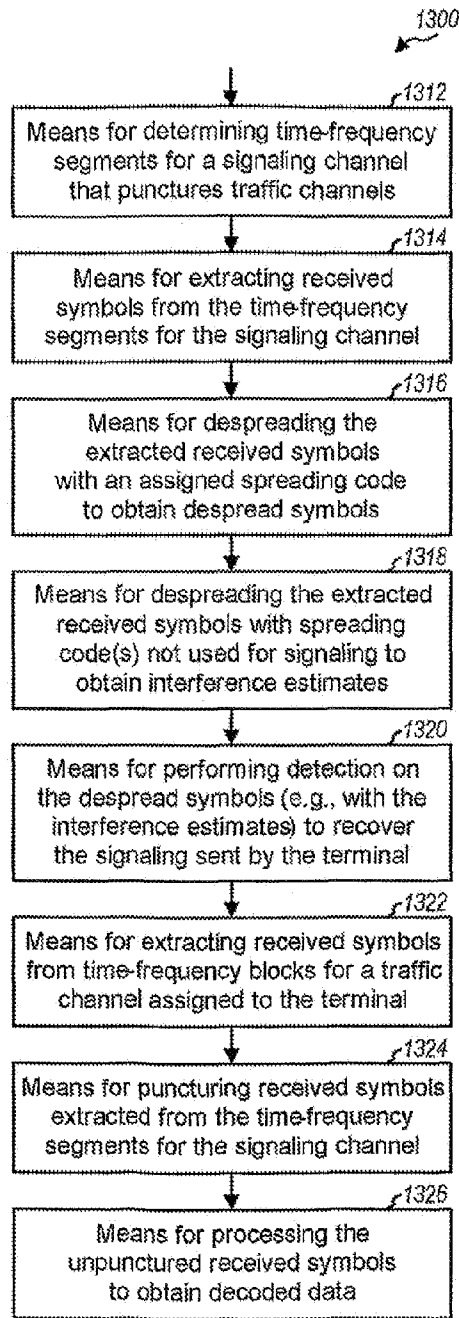 1300
1312
Means for determining time-frequency
segments for a signaling channel
that punctures traffic channels
1314
Means for extracting received
symbols from the time-frequency
segments for the signaling channel
1316
Means for despreading the
extracted received symbols
with an assigned spreading code
to obtain despread symbols
1318
Means for despreading the extracted
received symbols with spreading
code(s) not used for signaling to
obtain interference estimates
1320
Means for performing detection on
the despread symbols (e.g., with the
interference estimates) to recover
the signaling sent by the terminal
1322
Means for extracting received symbols
from time-frequency blocks for a traffic
channel assigned to the terminal
1324
Means for puncturing received symbols
extracted from the time-frequency
segments for the signaling channel
1326
Means for processing the
unpunctured received symbols
to obtain decoded data